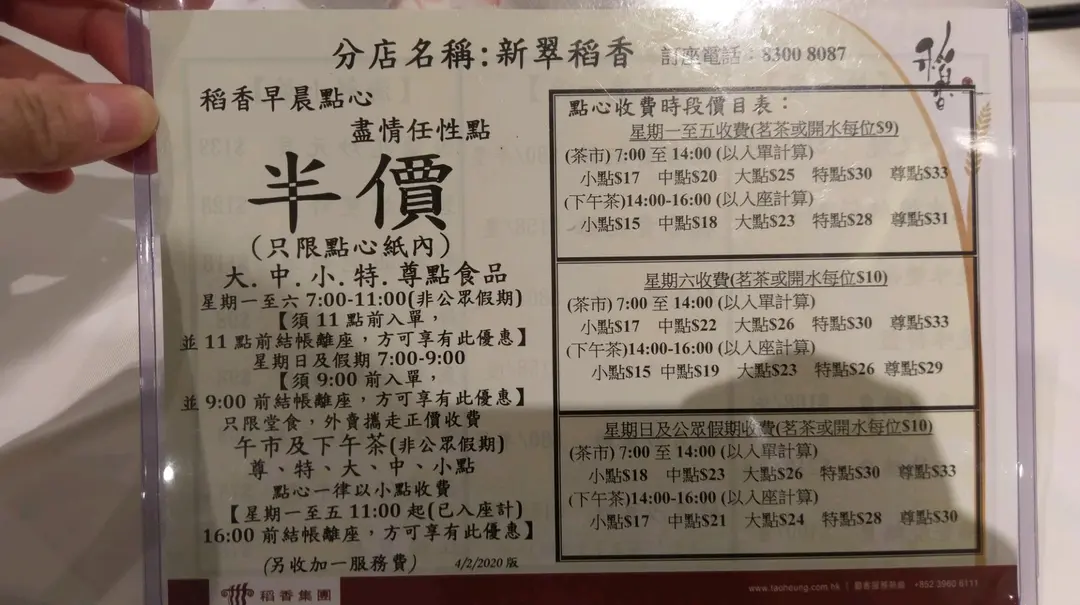 分店名稱:新翠稻香 訂座電話：8300 8087
稻香
稻香早晨點心
盡情任性點
半價
(只限點心紙內)
大.中.小.特.尊點食品
星期一至六 7:00-11:00(非公眾假期)
【須 11 點前入單，
並 11 點前結帳離座，方可享有此優惠】
星期日及假期 7:00-9:00
【須 9:00 前入單，
並 9:00 前結帳離座，方可享有此優惠】
只限堂食，外賣攜走正價收費
午市及下午茶(非公眾假期)
尊、特、大、中、小點
點心一律以小點收費
【星期一至五 11:00 起(已入座計)
16:00 前結帳離座，方可享有此優惠】
(另收加一服務費) 4/2/2020 版
點心收費時段價目表：
星期一至五收費(茗茶或開水每位$9)
(茶市) 7:00 至 14:00 (以入單計算)
小點$17 中點$20 大點$25 特點$30 尊點$33
(下午茶)14:00-16:00 (以入座計算)
小點$15 中點$18 大點$23 特點$28 尊點$31
星期六收費(茗茶或開水每位$10)
(茶市) 7:00 至 14:00 (以入單計算)
小點$17 中點$22 大點$26 特點$30 尊點$33
(下午茶)14:00-16:00 (以入座計算)
小點$15 中點$19 大點$23 特點$26 尊點$29
星期日及公眾假期收費(茗茶或開水每位$10)
(茶市) 7:00 至 14:00 (以入單計算)
小點$18 中點$23 大點$26 特點$30 尊點$33
(下午茶)14:00-16:00 (以入座計算)
小點$17 中點$21 大點$24 特點$28 尊點$30
稻香集團
www.taoheung.com.hk | 顧客服務熱線 +852 3960 6111